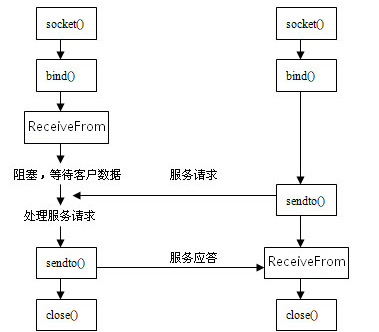 socket()
socket()
bind()
bind()
ReceiveFrom
阻塞，等待客户数据
服务请求
sendto()
处理服务请求
sendto()
服务应答
ReceiveFrom
close()
close()